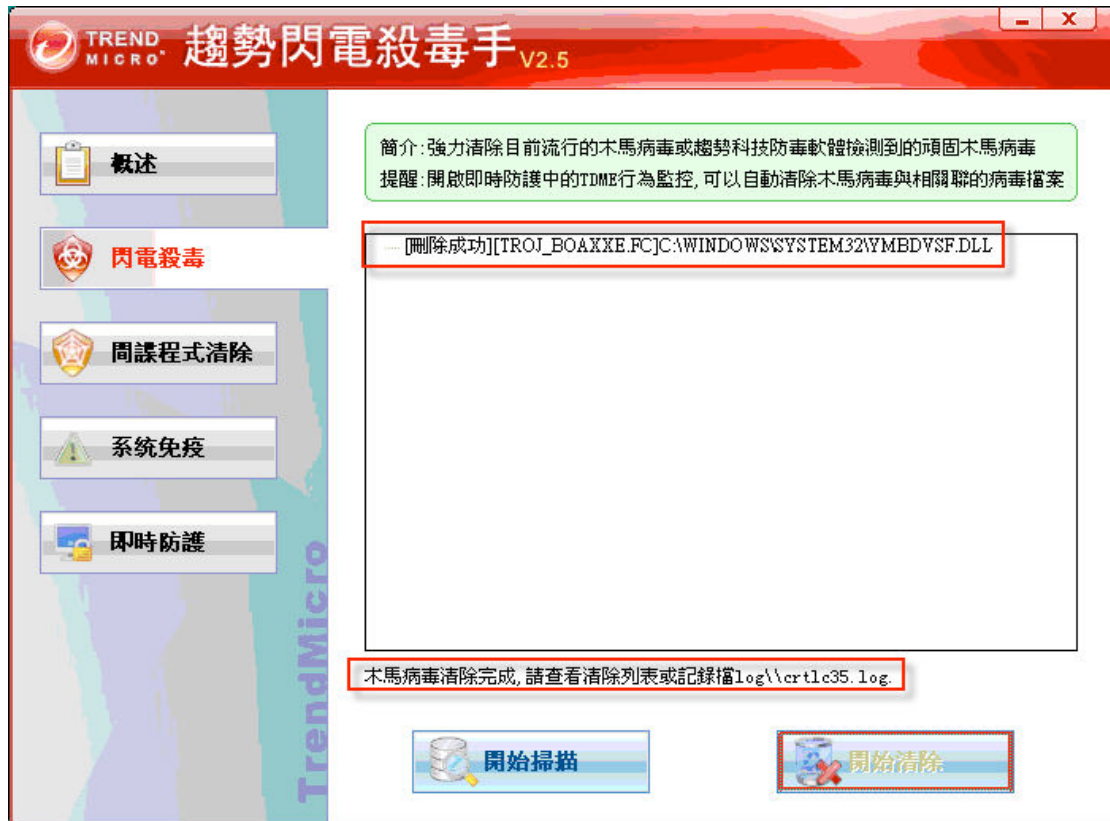 TREND MICRO 趨勢閃電殺毒手 V2.5
概述
閃電殺毒
間諜程式清除
系統免疫
即時防護
TrendMicro
簡介:強力清除目前流行的木馬病毒或趨勢科技防毒軟體檢測到的頑固木馬病毒
提醒:開啟即時防護中的TDME行為監控,可以自動清除木馬病毒與相關聯的病毒檔案
[刪除成功][TROJ_BOAXXE.FC]C:\WINDOWS\SYSTEM32\YMBDVSF.DLL
木馬病毒清除完成,請查看清除列表或記錄檔log\\crtlc35.log.
開始掃描
開始清除